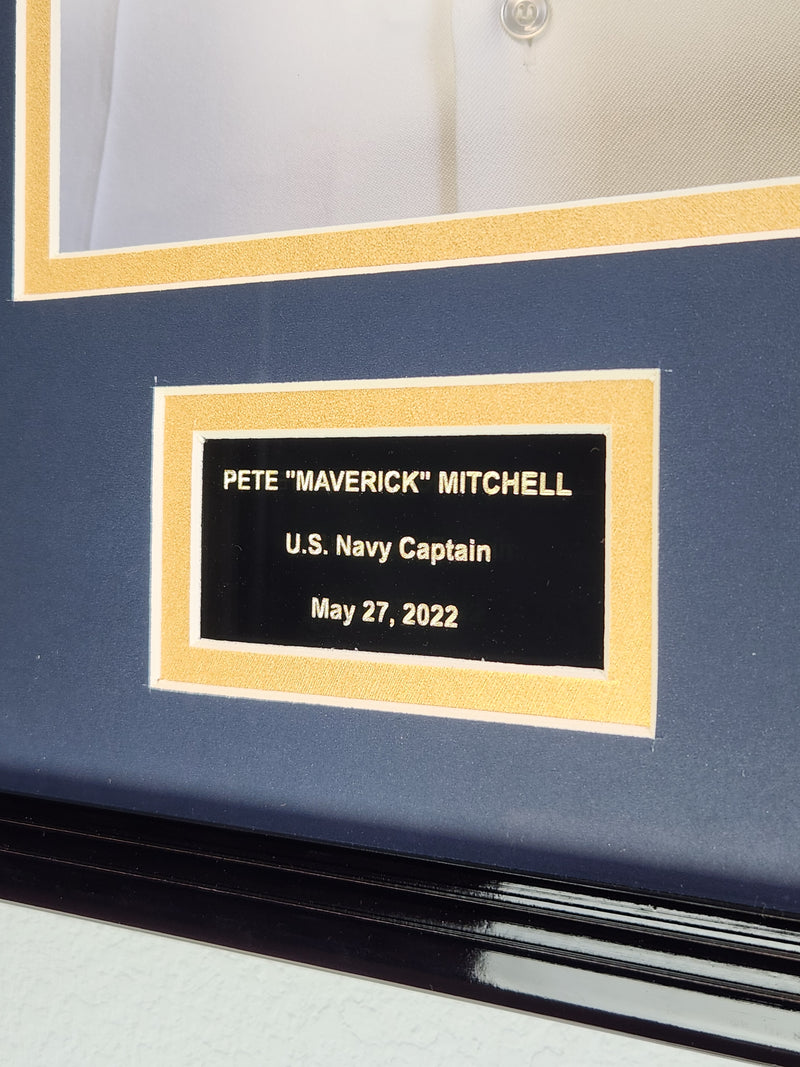 PETE "MAVERICK" MITCHELL
U.S. Navy Captain
May 27, 2022